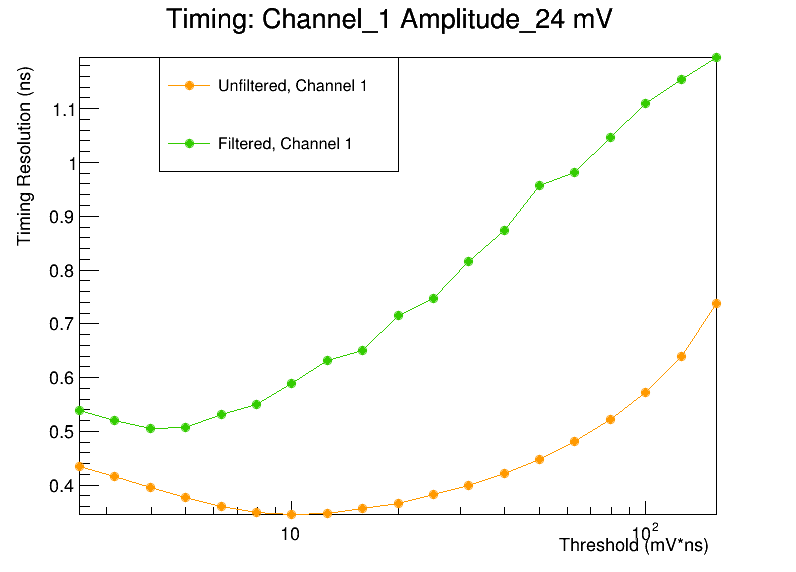 Timing: Channel_1 Amplitude_24 mV
Timing Resolution (ns)
Unfiltered, Channel 1
Filtered, Channel 1
1.1
1
0.9
0.8
0.7
0.6
0.5
0.4
10
10²
Threshold (mV*ns)